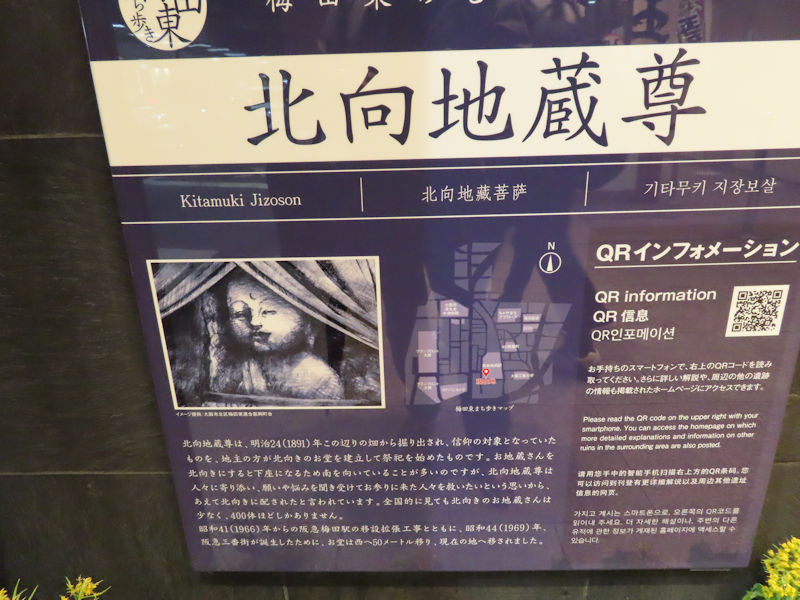 東
歩き
北向地蔵尊
Kitamuki Jizoson
北向地藏菩萨
기타무키 지장보살
N
QRインフォメーション
QR information
QR 信息
QR인포메이션
梅田東まち歩きマップ
お手持ちのスマートフォンで、右上のQRコードを読み
取ってください。さらに詳しい解説や、周辺の他の遺跡
の情報も掲載されたホームページにアクセスできます。
Please read the QR code on the upper right with your
smartphone. You can access the homepage on which
more detailed explanations and information on other
ruins in the surrounding area are also posted.
请用您手中的智能手机扫描右上方的QR条码。您
可以访问到刊登有更详细解说以及周边其他遗址
信息的网页。
가지고 계시는 스마트폰으로, 오른쪽의 QR코드를
읽어내 주세요. 더 자세한 해설이나, 주변의 다른
유적에 관한 정보가 게재된 홈페이지에 액세스할 수
있습니다.
北向地蔵尊は、明治24(1891)年この辺りの畑から掘り出され、信仰の対象となっていた
ものを、地主の方が北向きのお堂を建立して祭祀を始めたものです。お地蔵さんを
北向きにすると下座になるため南を向いていることが多いのですが、北向地蔵尊は
人々に寄り添い、願いや悩みを聞き受けてお参りに来た人々を救いたいという思いから、
あえて北向きに配されたと言われています。全国的に見ても北向きのお地蔵さんは
少なく、400体ほどしかありません。
昭和41(1966)年からの阪急梅田駅の移設拡張工事とともに、昭和44(1969)年、
阪急三番街が誕生したために、お堂は西へ50メートル移り、現在の地へ移されました。